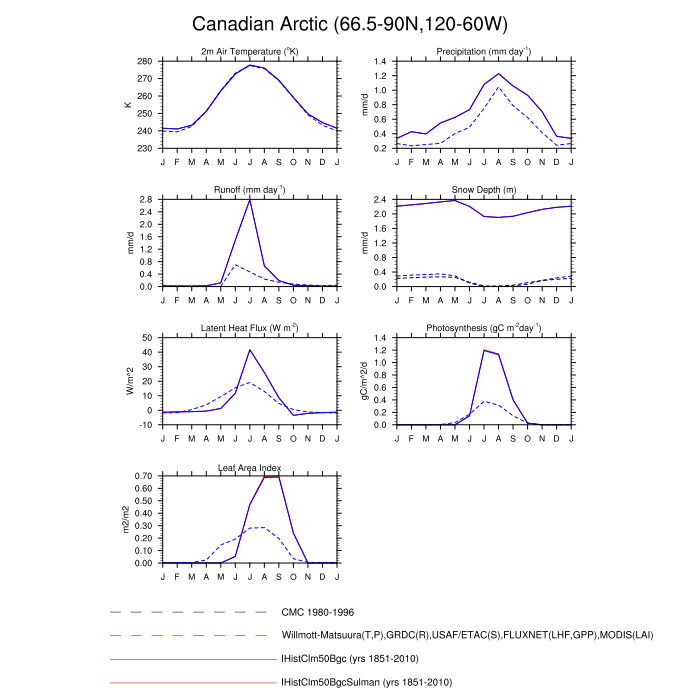 Canadian Arctic (66.5-90N,120-60W)
2m Air Temperature (°K)
K
280
270
260
250
240
230
J F M A M J J A S O N D J
Precipitation (mm day⁻¹)
mm/d
1.4
1.2
1.0
0.8
0.6
0.4
0.2
J F M A M J J A S O N D J
Runoff (mm day⁻¹)
mm/d
2.8
2.4
2.0
1.6
1.2
0.8
0.4
0.0
J F M A M J J A S O N D J
Snow Depth (m)
mm/d
2.4
2.0
1.6
1.2
0.8
0.4
0.0
J F M A M J J A S O N D J
Latent Heat Flux (W m⁻²)
W/m^2
50
40
30
20
10
0
-10
J F M A M J J A S O N D J
Photosynthesis (gC m⁻²day⁻¹)
gC/m^2/d
1.4
1.2
1.0
0.8
0.6
0.4
0.2
0.0
J F M A M J J A S O N D J
Leaf Area Index
m2/m2
0.70
0.60
0.50
0.40
0.30
0.20
0.10
0.00
J F M A M J J A S O N D J
CMC 1980-1996
Willmott-Matsuura(T,P),GRDC(R),USAF/ETAC(S),FLUXNET(LHF,GPP),MODIS(LAI)
IHistClm50Bgc (yrs 1851-2010)
IHistClm50BgcSulman (yrs 1851-2010)